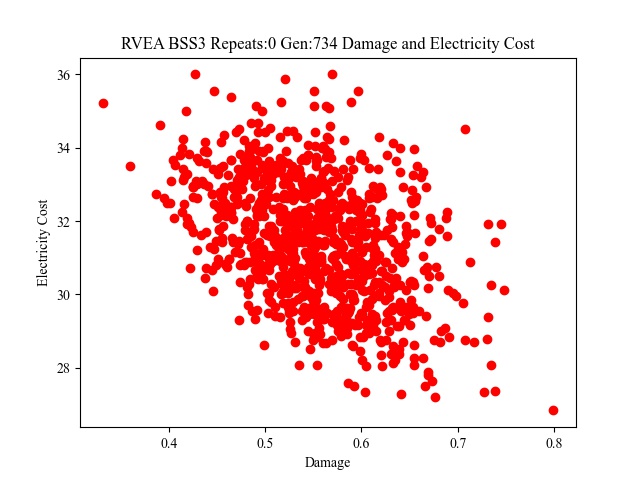 RVEA BSS3 Repeats:0 Gen:734 Damage and Electricity Cost
36
34
32
30
28
Electricity Cost
0.4 0.5 0.6 0.7 0.8
Damage